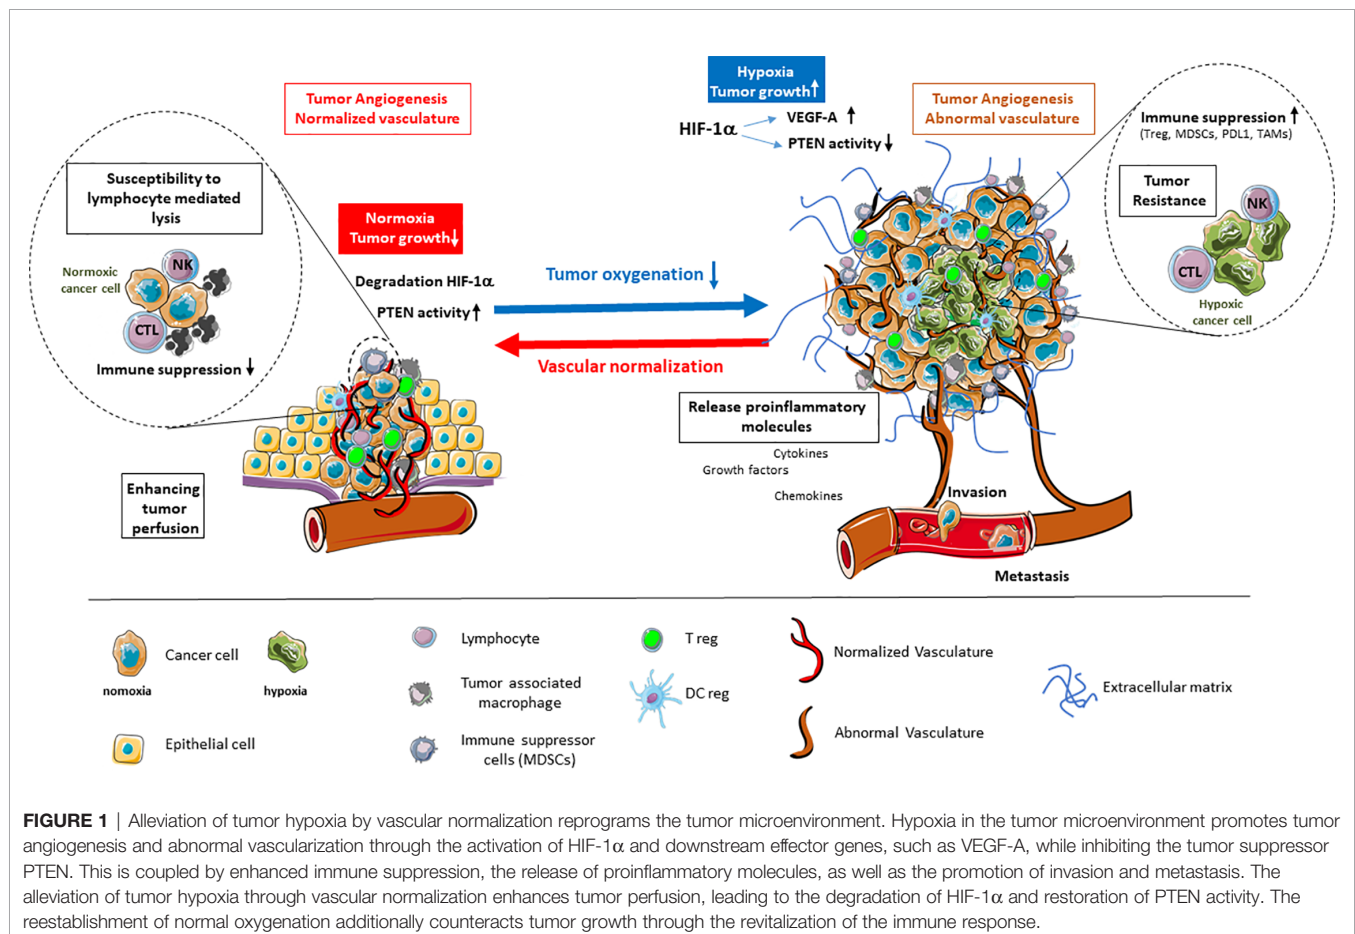 Hypoxia
Tumor growth↑
Tumor Angiogenesis
Normalized vasculature
HIF-1α
VEGF-A ↑
PTEN activity↓
Tumor Angiogenesis
Abnormal vasculature
Immune suppression ↑
(Treg, MDSCs, PDL1, TAMs)
Tumor
Resistance
NK
CTL
Hypoxic
cancer cell
Susceptibility to
lymphocyte mediated
lysis
Normoxic
cancer cell
NK
CTL
Immune suppression ↓
Normoxia
Tumor growth↓
Degradation HIF-1α
PTEN activity↑
Tumor oxygenation ↓
Vascular normalization
Release proinflammatory
molecules
Cytokines
Growth factors
Chemokines
Enhancing
tumor
perfusion
Invasion
Metastasis
Cancer cell
nomoxia
hypoxia
Epithelial cell
Lymphocyte
Tumor associated
macrophage
Immune suppressor
cells (MDSCs)
T reg
DC reg
Normalized Vasculature
Abnormal Vasculature
Extracellular matrix
FIGURE 1 | Alleviation of tumor hypoxia by vascular normalization reprograms the tumor microenvironment. Hypoxia in the tumor microenvironment promotes tumor
angiogenesis and abnormal vascularization through the activation of HIF-1α and downstream effector genes, such as VEGF-A, while inhibiting the tumor suppressor
PTEN. This is coupled by enhanced immune suppression, the release of proinflammatory molecules, as well as the promotion of invasion and metastasis. The
alleviation of tumor hypoxia through vascular normalization enhances tumor perfusion, leading to the degradation of HIF-1α and restoration of PTEN activity. The
reestablishment of normal oxygenation additionally counteracts tumor growth through the revitalization of the immune response.